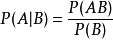 P(A|B) = P(AB) / P(B)